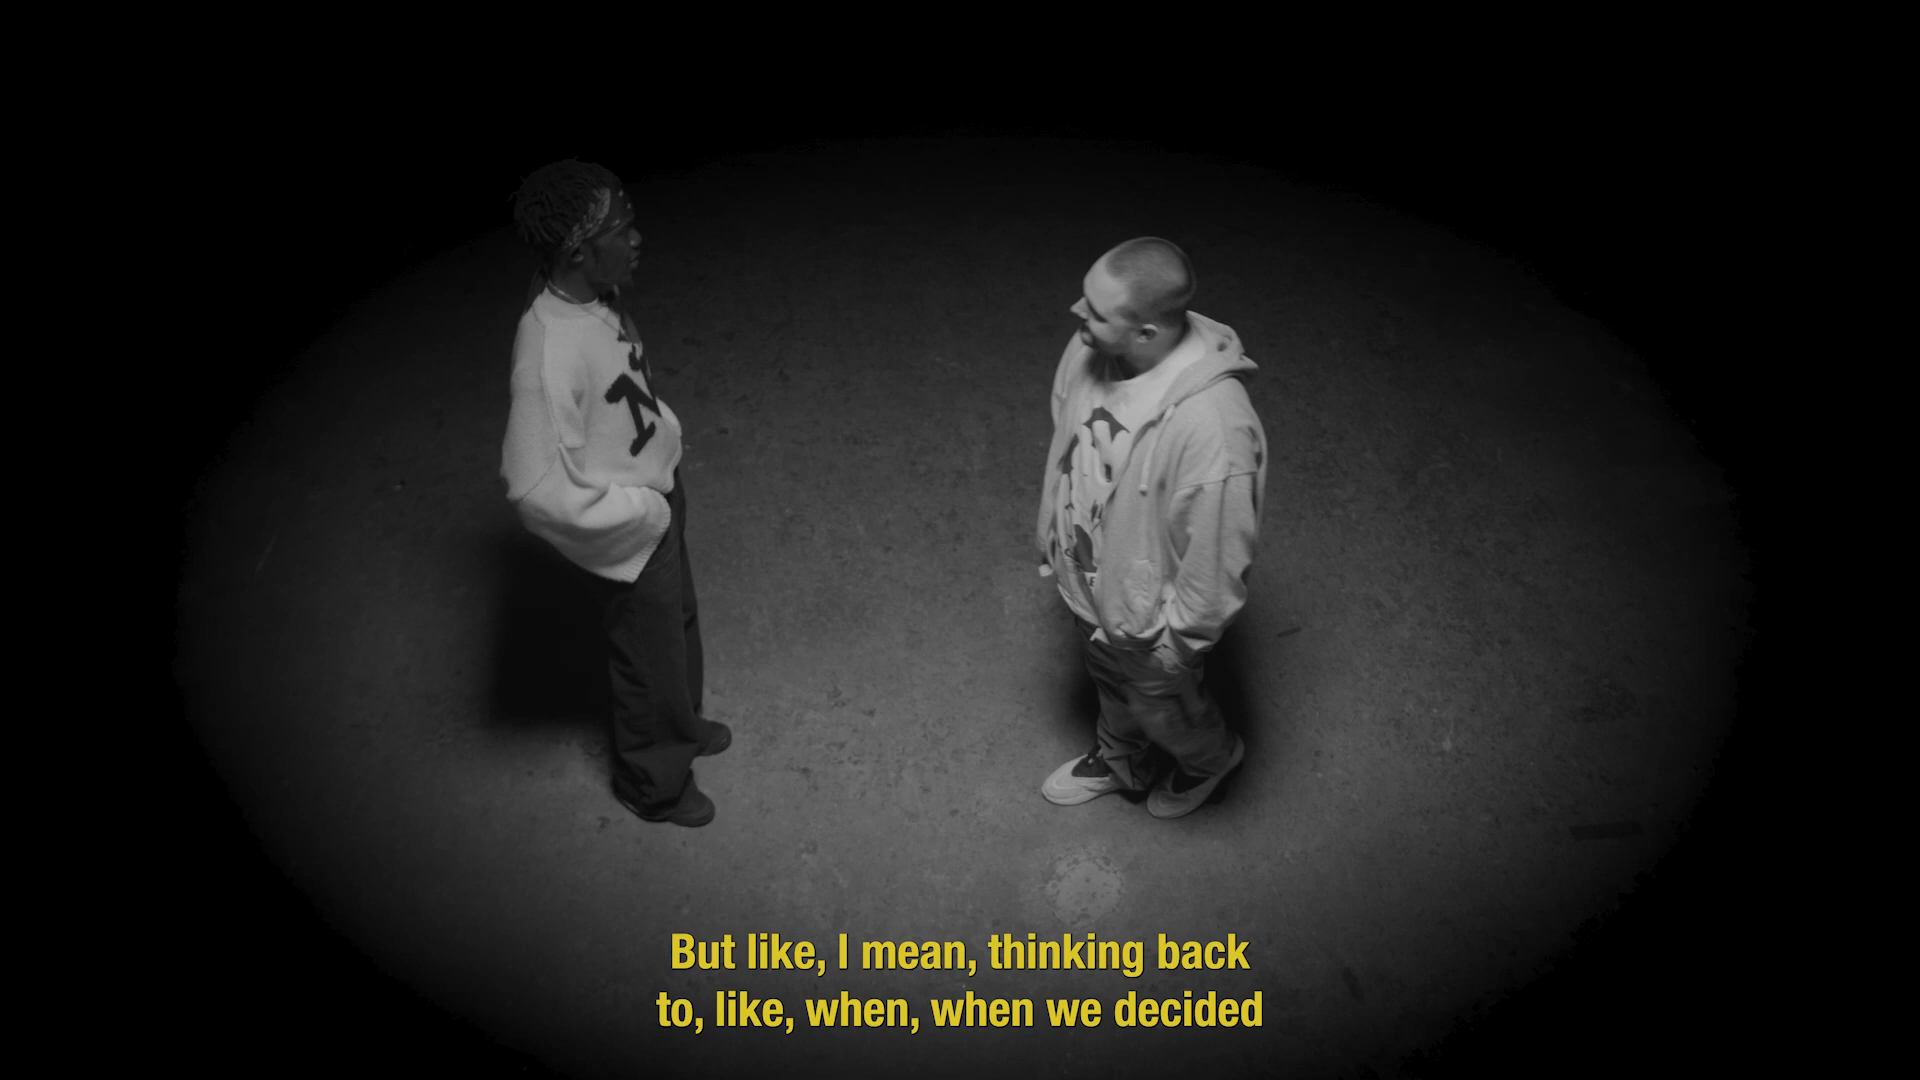 But like, I mean, thinking back
to, like, when, when we decided